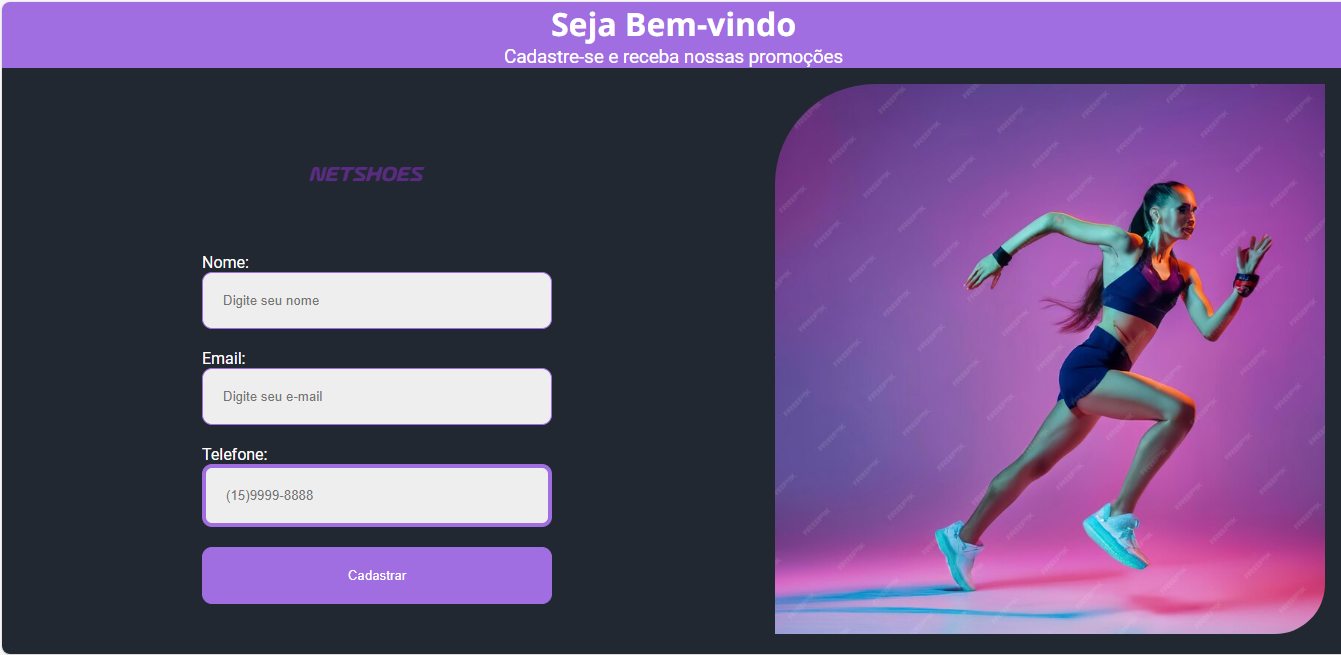 Seja Bem-vindo
Cadastre-se e receba nossas promoções
NETSHOES
Nome:
Digite seu nome
Email:
Digite seu e-mail
Telefone:
(15)9999-8888
Cadastrar
FREEPIK